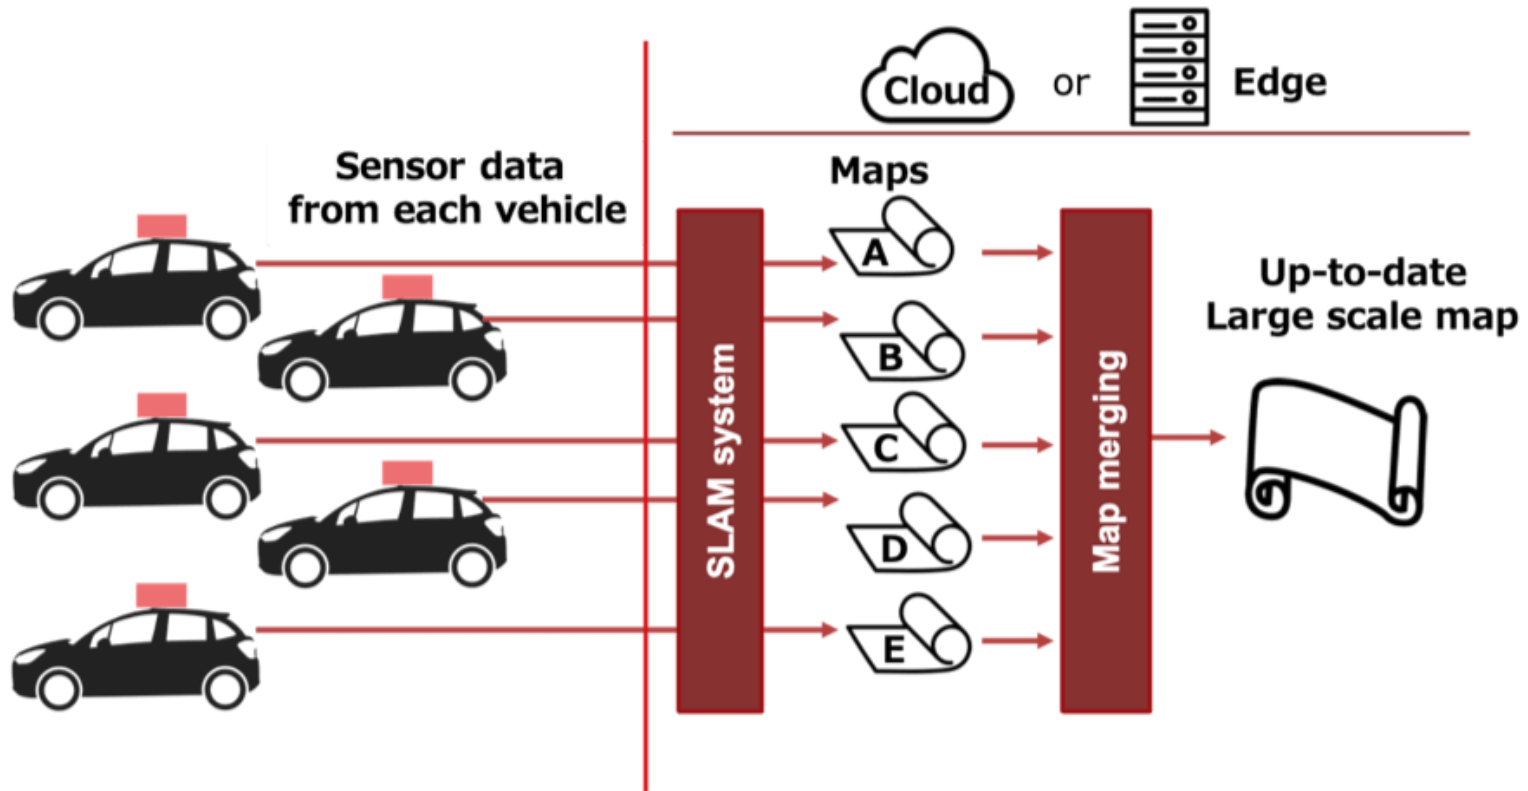 Cloud or Edge
Sensor data
from each vehicle
Maps
A
B
C
D
E
SLAM system
Map merging
Up-to-date
Large scale map